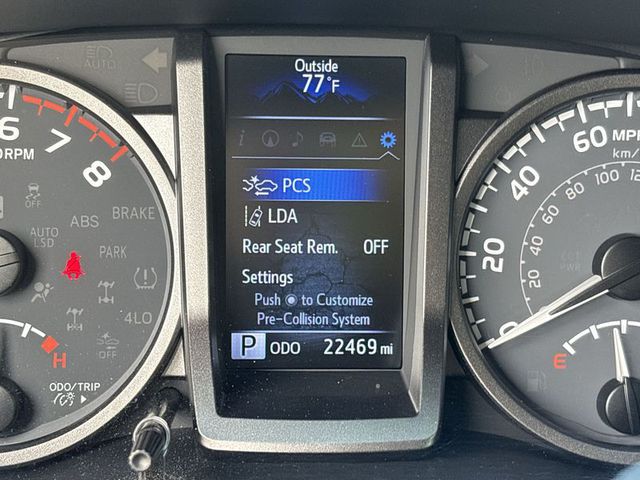 Outside
77°F
PCS
LDA
Rear Seat Rem. OFF
Settings
Push to Customize
Pre-Collision System
P ODO 22469 mi
AUTO
6 7 8
RPM
OFF
ABS
BRAKE
AUTO
LSD
PARK
4LO
OFF
H
ODO/TRIP
0 20 40 60 MPH
km/
20 40 60 80 100 12
E